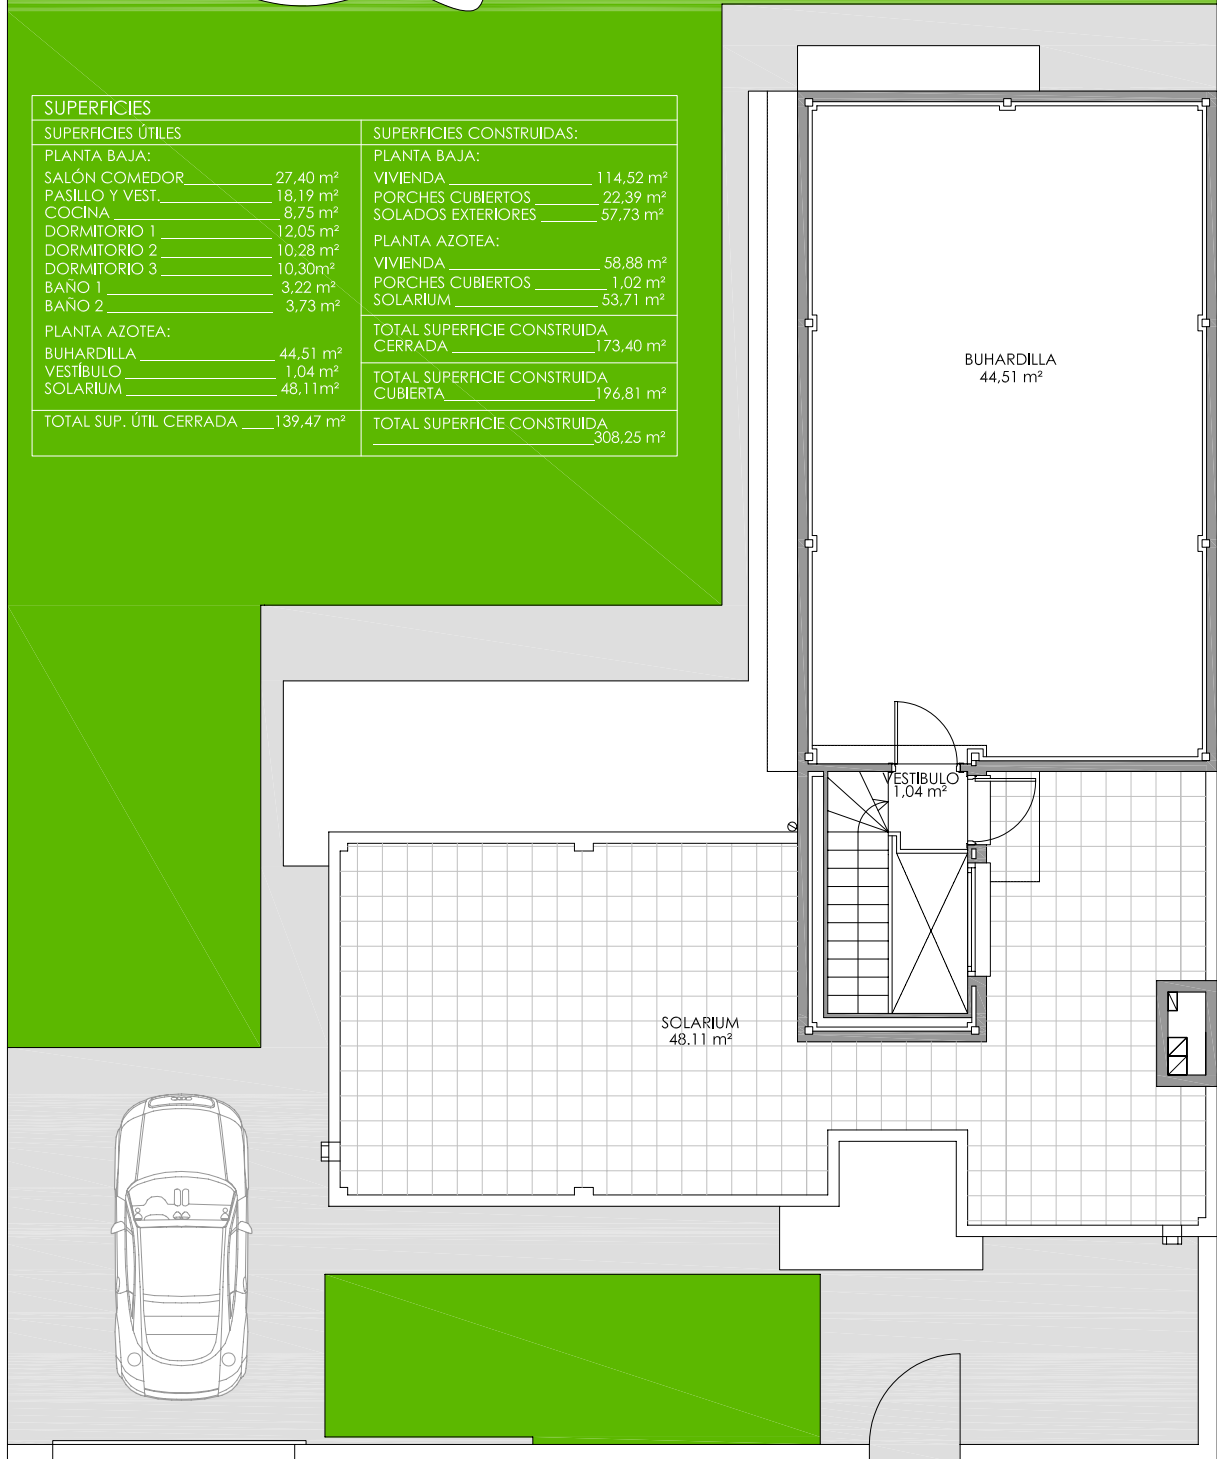 SUPERFICIES
SUPERFICIES ÚTILES
PLANTA BAJA:
SALÓN COMEDOR 27,40 m²
PASILLO Y VEST. 18,19 m²
COCINA 8,75 m²
DORMITORIO 1 12,05 m²
DORMITORIO 2 10,28 m²
DORMITORIO 3 10,30m²
BAÑO 1 3,22 m²
BAÑO 2 3,73 m²
PLANTA AZOTEA:
BUHARDILLA 44,51 m²
VESTÍBULO 1,04 m²
SOLARIUM 48,11m²
TOTAL SUP. ÚTIL CERRADA 139,47 m²
SUPERFICIES CONSTRUIDAS:
PLANTA BAJA:
VIVIENDA 114,52 m²
PORCHES CUBIERTOS 22,39 m²
SOLADOS EXTERIORES 57,73 m²
PLANTA AZOTEA:
VIVIENDA 58,88 m²
PORCHES CUBIERTOS 1,02 m²
SOLARIUM 53,71 m²
TOTAL SUPERFICIE CONSTRUIDA
CERRADA 173,40 m²
TOTAL SUPERFICIE CONSTRUIDA
CUBIERTA 196,81 m²
TOTAL SUPERFICIE CONSTRUIDA
308,25 m²
BUHARDILLA
44,51 m²
VESTÍBULO
1,04 m²
SOLARIUM
48.11 m²